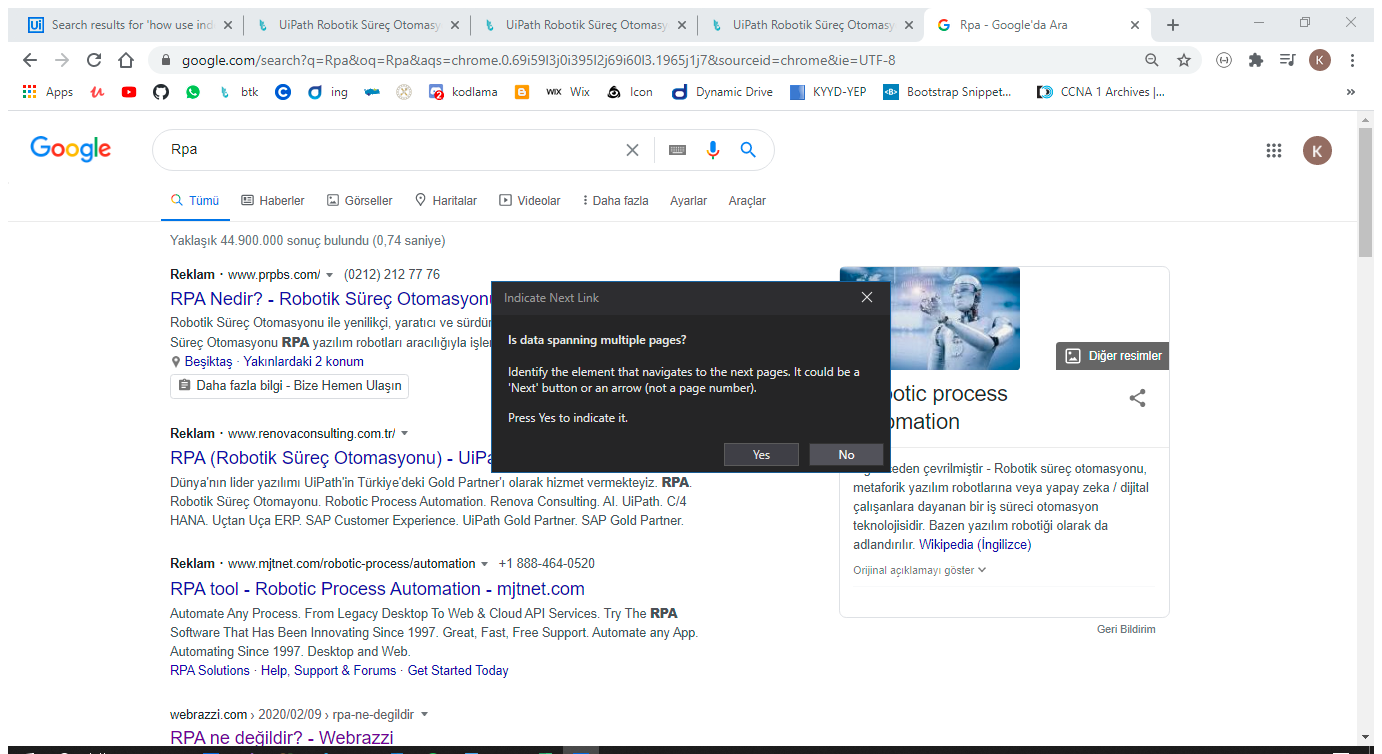 Search results for 'how use ind
UiPath Robotik Süreç Otomasy
UiPath Robotik Süreç Otomasy
UiPath Robotik Süreç Otomasy
Rpa - Google'da Ara
google.com/search?q=Rpa&oq=Rpa&aqs=chrome.0.69i59l3j0i395l2j69i60l3.1965j1j7&sourceid=chrome&ie=UTF-8
K
Apps
btk
ing
kodlama
WIX Wix
Icon
Dynamic Drive
KYYD-YEP
Bootstrap Snippet...
CCNA 1 Archives |...
»
Google
Rpa
K
Tümü
Haberler
Görseller
Haritalar
Videolar
Daha fazla
Ayarlar
Araçlar
Yaklaşık 44.900.000 sonuç bulundu (0,74 saniye)
Reklam · www.prpbs.com/ (0212) 212 77 76
RPA Nedir? - Robotik Süreç Otomasyonu
Robotik Süreç Otomasyonu ile yenilikçi, yaratıcı ve sürdür
Süreç Otomasyonu RPA yazılım robotları aracılığıyla işler
Beşiktaş · Yakınlardaki 2 konum
Daha fazla bilgi - Bize Hemen Ulaşın
Reklam · www.renovaconsulting.com.tr/
RPA (Robotik Süreç Otomasyonu) - UiPa
Dünya'nın lider yazılımı UiPath'in Türkiye'deki Gold Partner'ı olarak hizmet vermekteyiz. RPA.
Robotik Süreç Otomayonu. Robotic Process Automation. Renova Consulting. AI. UiPath. C/4
HANA. Uçtan Uça ERP. SAP Customer Experience. UiPath Gold Partner. SAP Gold Partner.
Reklam · www.mjtnet.com/robotic-process/automation +1 888-464-0520
RPA tool - Robotic Process Automation - mjtnet.com
Automate Any Process. From Legacy Desktop To Web & Cloud API Services. Try The RPA
Software That Has Been Innovating Since 1997. Great, Fast, Free Support. Automate any App.
Automating Since 1997. Desktop and Web.
RPA Solutions · Help, Support & Forums · Get Started Today
webrazzi.com › 2020/02/09 › rpa-ne-degildir
RPA ne değildir? - Webrazzi
Indicate Next Link
Is data spanning multiple pages?
Identify the element that navigates to the next pages. It could be a
'Next' button or an arrow (not a page number).
Press Yes to indicate it.
Yes
No
Diğer resimler
otic process
mation
eden çevrilmiştir - Robotik süreç otomasyonu,
metaforik yazılım robotlarına veya yapay zeka / dijital
çalışanlara dayanan bir iş süreci otomasyon
teknolojisidir. Bazen yazılım robotiği olarak da
adlandırılır. Wikipedia (İngilizce)
Orijinal açıklamayı göster
Geri Bildirim